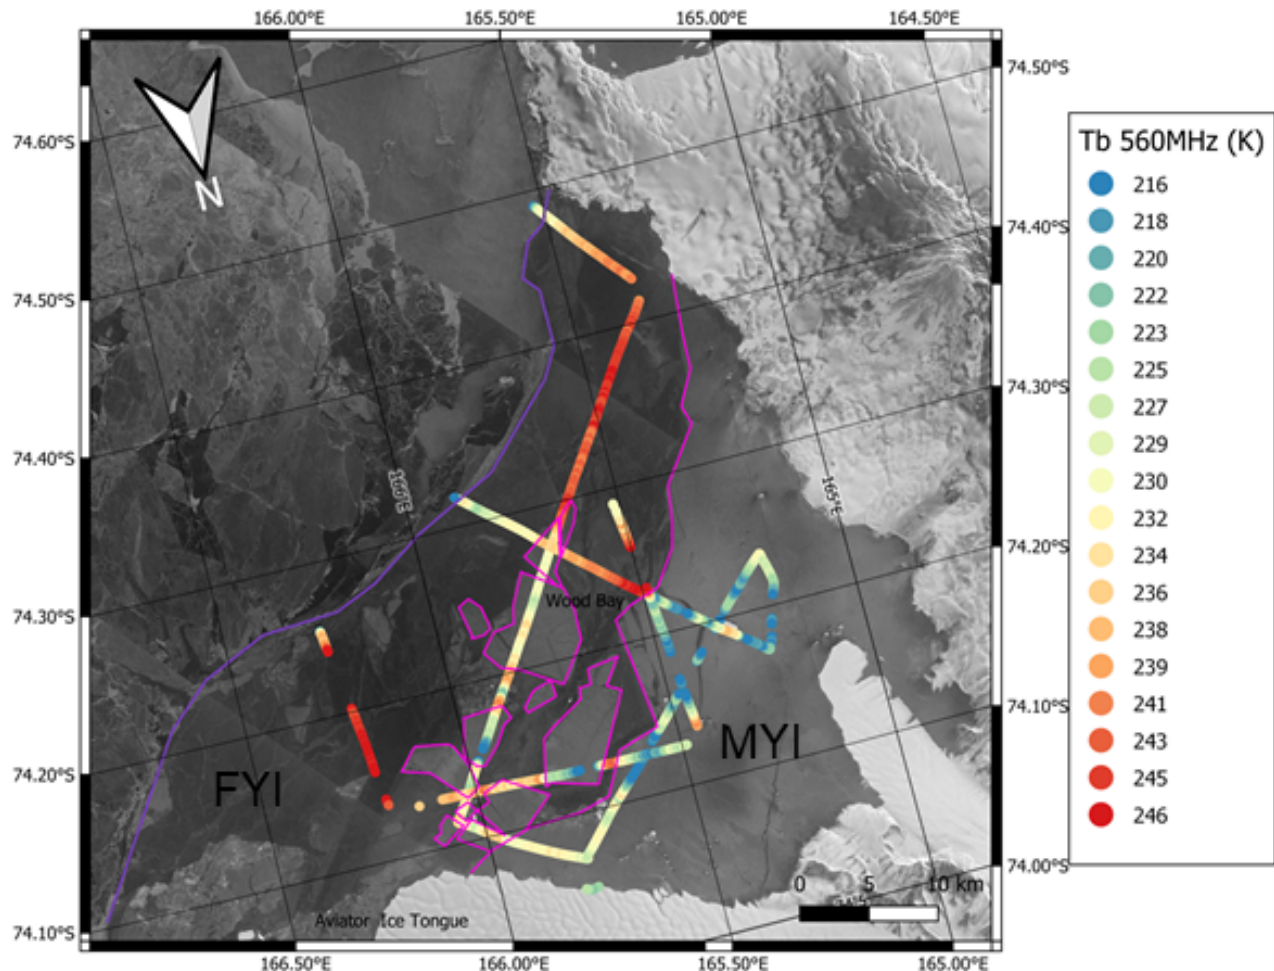 166.00°E 165.50°E 165.00°E 164.50°E
74.50°S
74.60°S
74.40°S
74.50°S
74.30°S
74.40°S
74.20°S
74.30°S
74.10°S
74.20°S
74.00°S
74.10°S
166.50°E 166.00°E 165.50°E 165.00°E
N
166°E
165°E
Wood Bay
MYI
FYI
Aviator Ice Tongue
0 5 10 km
Tb 560MHz (K)
216
218
220
222
223
225
227
229
230
232
234
236
238
239
241
243
245
246